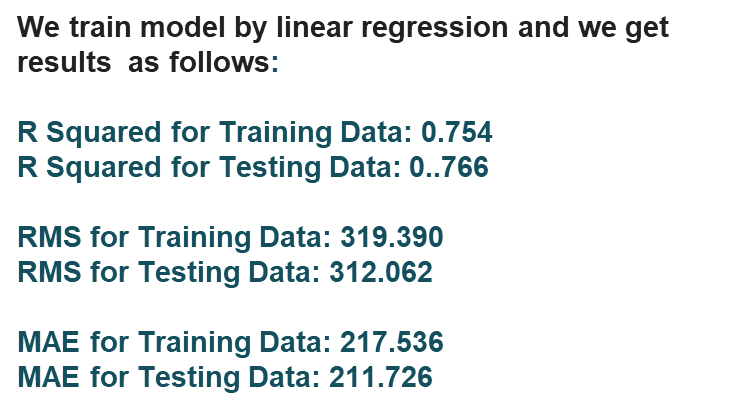 We train model by linear regression and we get
results  as follows:
R Squared for Training Data: 0.754
R Squared for Testing Data: 0..766
RMS for Training Data: 319.390
RMS for Testing Data: 312.062
MAE for Training Data: 217.536
MAE for Testing Data: 211.726